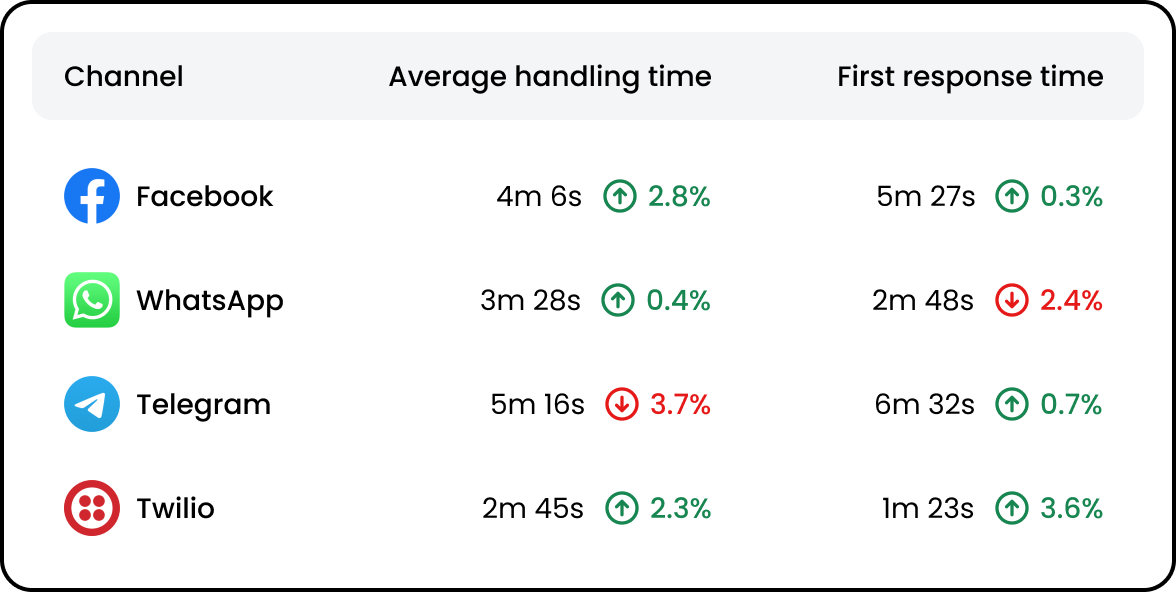 Channel Average handling time First response time
Facebook 4m 6s 2.8% 5m 27s 0.3%
WhatsApp 3m 28s 0.4% 2m 48s 2.4%
Telegram 5m 16s 3.7% 6m 32s 0.7%
Twilio 2m 45s 2.3% 1m 23s 3.6%